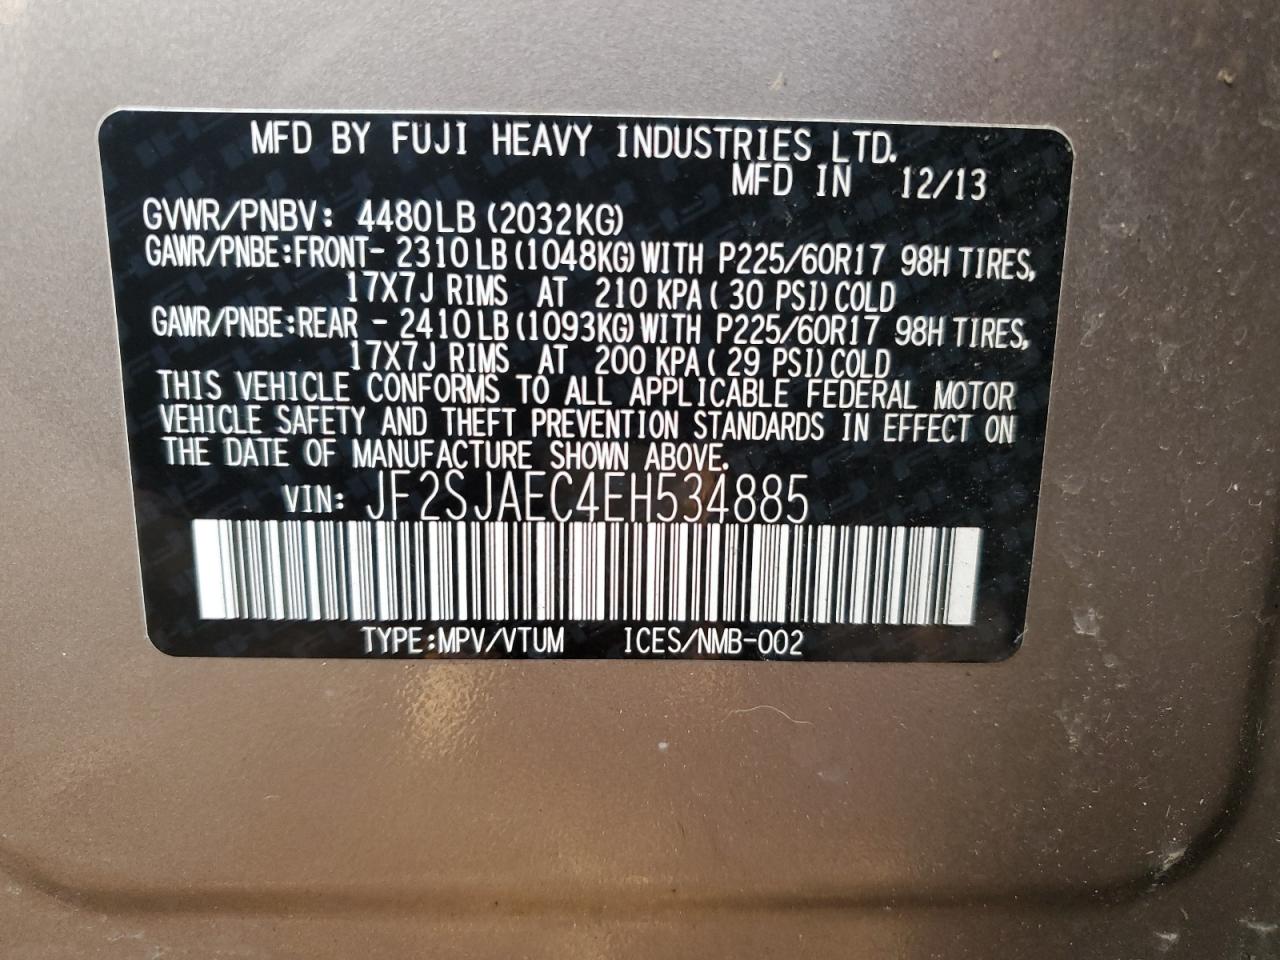 MFD BY FUJI HEAVY INDUSTRIES LTD.
MFD IN 12/13
GVWR/PNBV: 4480LB (2032KG)
GAWR/PNBE:FRONT- 2310 LB (1048KG) WITH P225/60R17 98H TIRES,
17X7J RIMS AT 210 KPA ( 30 PSI) COLD
GAWR/PNBE:REAR - 2410 LB (1093KG) WITH P225/60R17 98H TIRES,
17X7J RIMS AT 200 KPA ( 29 PSI) COLD
THIS VEHICLE CONFORMS TO ALL APPLICABLE FEDERAL MOTOR
VEHICLE SAFETY AND THEFT PREVENTION STANDARDS IN EFFECT ON
THE DATE OF MANUFACTURE SHOWN ABOVE.
VIN: JF2SJAEC4EH534885
TYPE:MPV/VTUM ICES/NMB-002